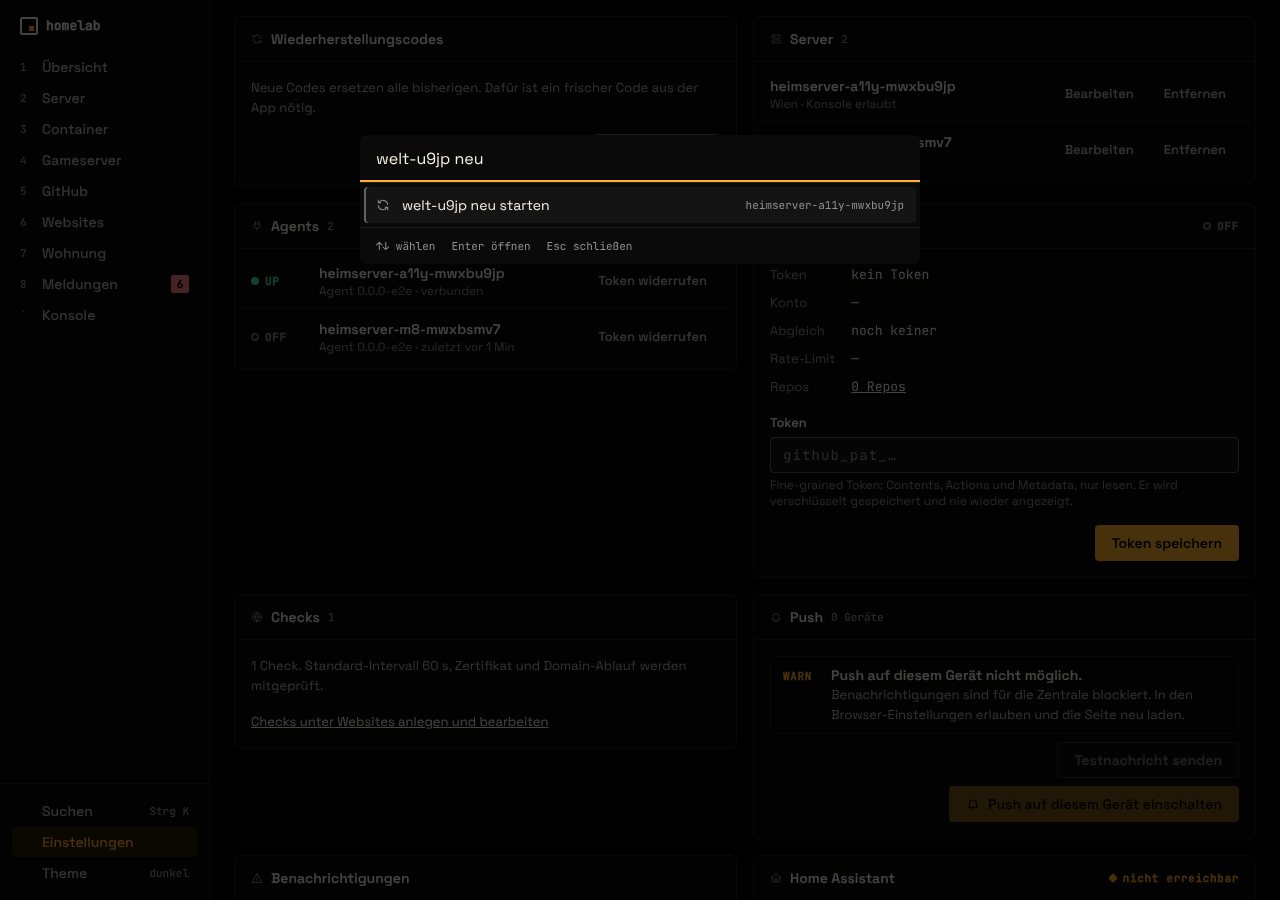 homelab
1 Übersicht
2 Server
3 Container
4 Gameserver
5 GitHub
6 Websites
7 Wohnung
8 Meldungen 6
` Konsole
Suchen Strg K
Einstellungen
Theme dunkel
Wiederherstellungscodes
Neue Codes ersetzen alle bisherigen. Dafür ist ein frischer Code aus der
App nötig.
Server 2
heimserver-a11y-mwxbu9jp
Wien · Konsole erlaubt
Bearbeiten Entfernen
smv7
Bearbeiten Entfernen
welt-u9jp neu
welt-u9jp neu starten heimserver-a11y-mwxbu9jp
↑↓ wählen Enter öffnen Esc schließen
Agents 2
UP heimserver-a11y-mwxbu9jp
Agent 0.0.0-e2e · verbunden
Token widerrufen
OFF heimserver-m8-mwxbsmv7
Agent 0.0.0-e2e · zuletzt vor 1 Min
Token widerrufen
OFF
Token kein Token
Konto —
Abgleich noch keiner
Rate-Limit —
Repos 0 Repos
Token
github_pat_…
Fine-grained Token: Contents, Actions und Metadata, nur lesen. Er wird
verschlüsselt gespeichert und nie wieder angezeigt.
Token speichern
Checks 1
1 Check. Standard-Intervall 60 s, Zertifikat und Domain-Ablauf werden
mitgeprüft.
Checks unter Websites anlegen und bearbeiten
Push 0 Geräte
WARN Push auf diesem Gerät nicht möglich.
Benachrichtigungen sind für die Zentrale blockiert. In den
Browser-Einstellungen erlauben und die Seite neu laden.
Testnachricht senden
Push auf diesem Gerät einschalten
Benachrichtigungen
Home Assistant nicht erreichbar